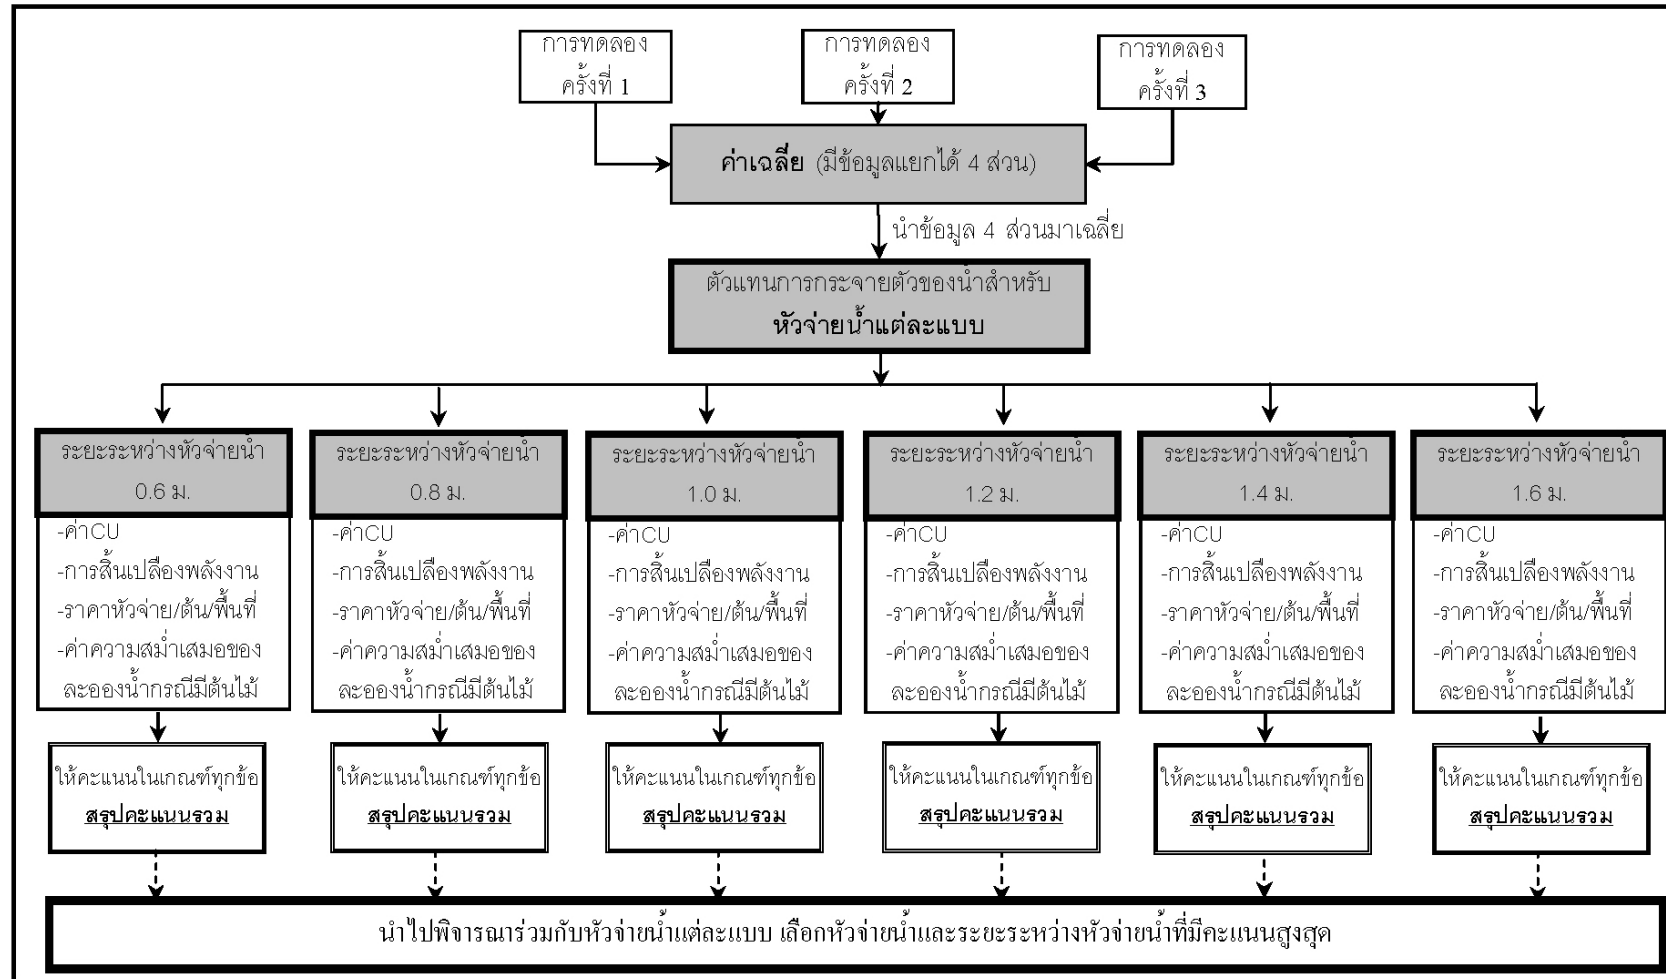 การทดลอง
ครั้งที่ 1
การทดลอง
ครั้งที่ 2
การทดลอง
ครั้งที่ 3
ค่าเฉลี่ย (มีข้อมูลแยกได้ 4 ส่วน)
นำข้อมูล 4 ส่วนมาเฉลี่ย
ตัวแทนการกระจายตัวของน้ำสำหรับ
หัวจ่ายน้ำแต่ละแบบ
ระยะระหว่างหัวจ่ายน้ำ
0.6 ม.
-ค่าCU
-การสิ้นเปลืองพลังงาน
-ราคาหัวจ่าย/ต้น/พื้นที่
-ค่าความสม่ำเสมอของ
ละอองน้ำกรณีมีต้นไม้
ให้คะแนนในเกณฑ์ทุกข้อ
สรุปคะแนนรวม
ระยะระหว่างหัวจ่ายน้ำ
0.8 ม.
-ค่าCU
-การสิ้นเปลืองพลังงาน
-ราคาหัวจ่าย/ต้น/พื้นที่
-ค่าความสม่ำเสมอของ
ละอองน้ำกรณีมีต้นไม้
ให้คะแนนในเกณฑ์ทุกข้อ
สรุปคะแนนรวม
ระยะระหว่างหัวจ่ายน้ำ
1.0 ม.
-ค่าCU
-การสิ้นเปลืองพลังงาน
-ราคาหัวจ่าย/ต้น/พื้นที่
-ค่าความสม่ำเสมอของ
ละอองน้ำกรณีมีต้นไม้
ให้คะแนนในเกณฑ์ทุกข้อ
สรุปคะแนนรวม
ระยะระหว่างหัวจ่ายน้ำ
1.2 ม.
-ค่าCU
-การสิ้นเปลืองพลังงาน
-ราคาหัวจ่าย/ต้น/พื้นที่
-ค่าความสม่ำเสมอของ
ละอองน้ำกรณีมีต้นไม้
ให้คะแนนในเกณฑ์ทุกข้อ
สรุปคะแนนรวม
ระยะระหว่างหัวจ่ายน้ำ
1.4 ม.
-ค่าCU
-การสิ้นเปลืองพลังงาน
-ราคาหัวจ่าย/ต้น/พื้นที่
-ค่าความสม่ำเสมอของ
ละอองน้ำกรณีมีต้นไม้
ให้คะแนนในเกณฑ์ทุกข้อ
สรุปคะแนนรวม
ระยะระหว่างหัวจ่ายน้ำ
1.6 ม.
-ค่าCU
-การสิ้นเปลืองพลังงาน
-ราคาหัวจ่าย/ต้น/พื้นที่
-ค่าความสม่ำเสมอของ
ละอองน้ำกรณีมีต้นไม้
ให้คะแนนในเกณฑ์ทุกข้อ
สรุปคะแนนรวม
นำไปพิจารณาร่วมกับหัวจ่ายน้ำแต่ละแบบ เลือกหัวจ่ายน้ำและระยะระหว่างหัวจ่ายน้ำที่มีคะแนนสูงสุด